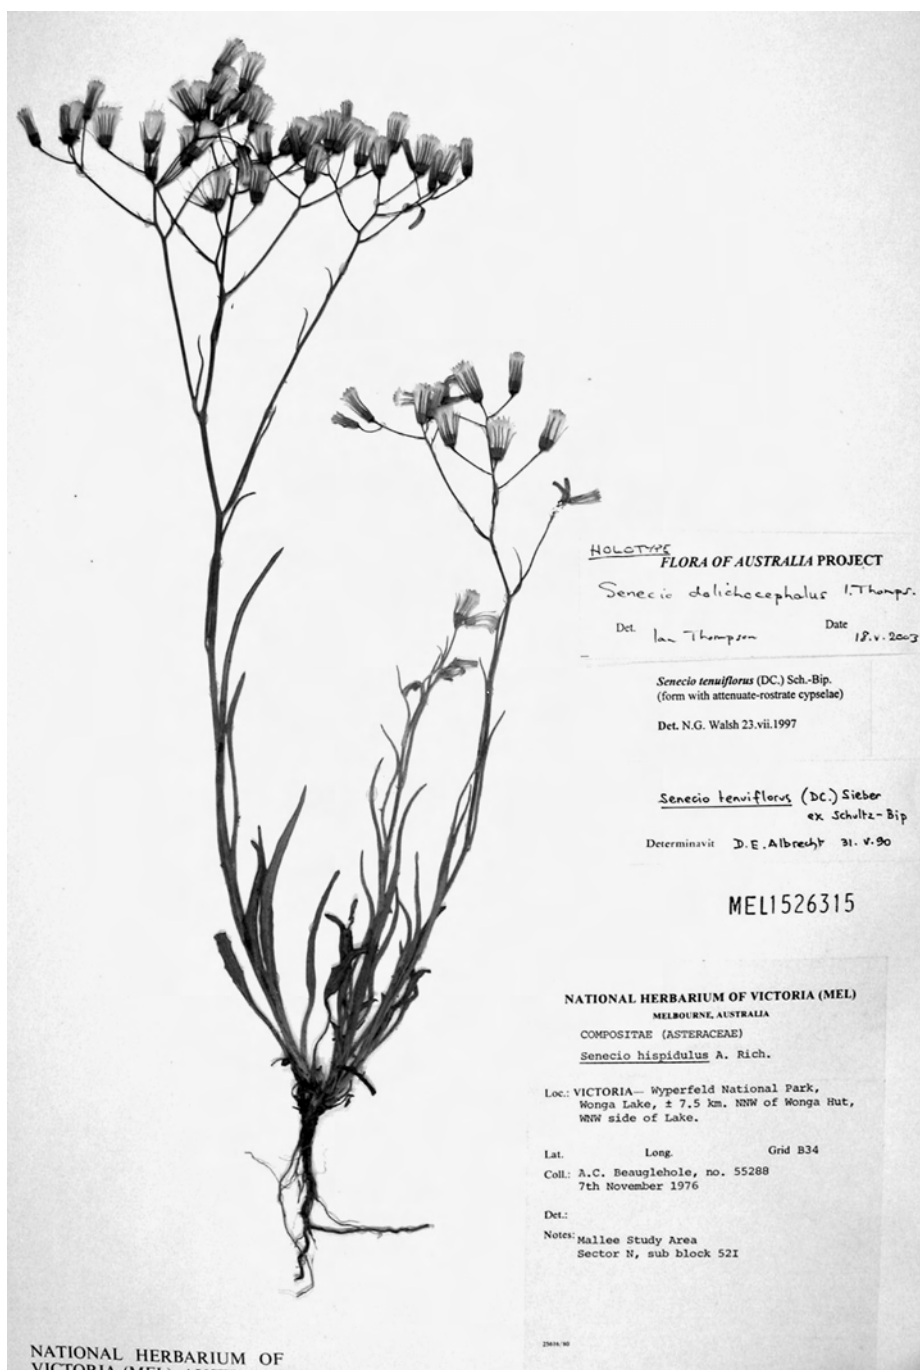 HOLOTYPE
FLORA OF AUSTRALIA PROJECT
Senecio dolichocephalus I.Thomps.
Det. Ian Thompson Date 18.v.2003
Senecio tenuiflorus (DC.) Sch.-Bip.
(form with attenuate-rostrate cypselae)
Det. N.G. Walsh 23.vii.1997
Senecio tenuiflorus (DC.) Sieber
ex Schultz-Bip
Determinavit D.E. Albrecht 31.v.90
MEL1526315
NATIONAL HERBARIUM OF VICTORIA (MEL)
MELBOURNE, AUSTRALIA
COMPOSITAE (ASTERACEAE)
Senecio hispidulus A. Rich.
Loc.: VICTORIA— Wyperfeld National Park,
Wonga Lake, ± 7.5 km. NNW of Wonga Hut,
WNW side of Lake.
Lat. Long. Grid B34
Coll.: A.C. Beauglehole, no. 55288
7th November 1976
Det.:
Notes: Mallee Study Area
Sector N, sub block 52I
NATIONAL HERBARIUM OF
VICTORIA (MEL)